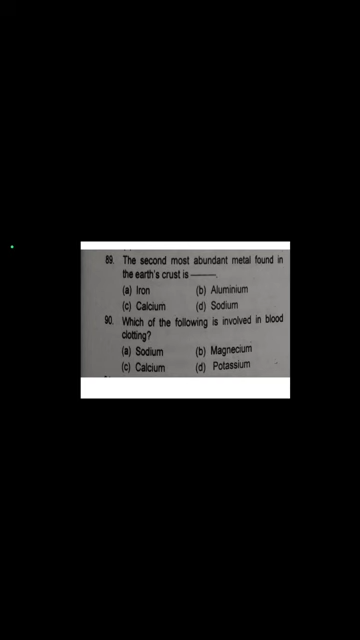 89. The second most abundant metal found in
the earth's crust is ———.
(a) Iron (b) Aluminium
(c) Calcium (d) Sodium
90. Which of the following is involved in blood
clotting?
(a) Sodium (b) Magnecium
(c) Calcium (d) Potassium